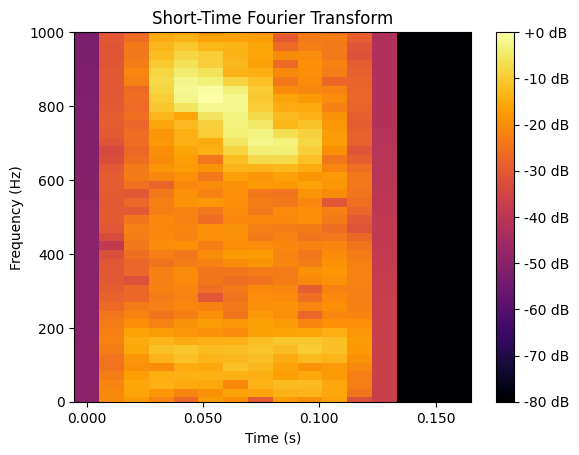 Short-Time Fourier Transform
1000
800
600
400
200
0
Frequency (Hz)
0.000
0.050
0.100
0.150
Time (s)
+0 dB
-10 dB
-20 dB
-30 dB
-40 dB
-50 dB
-60 dB
-70 dB
-80 dB